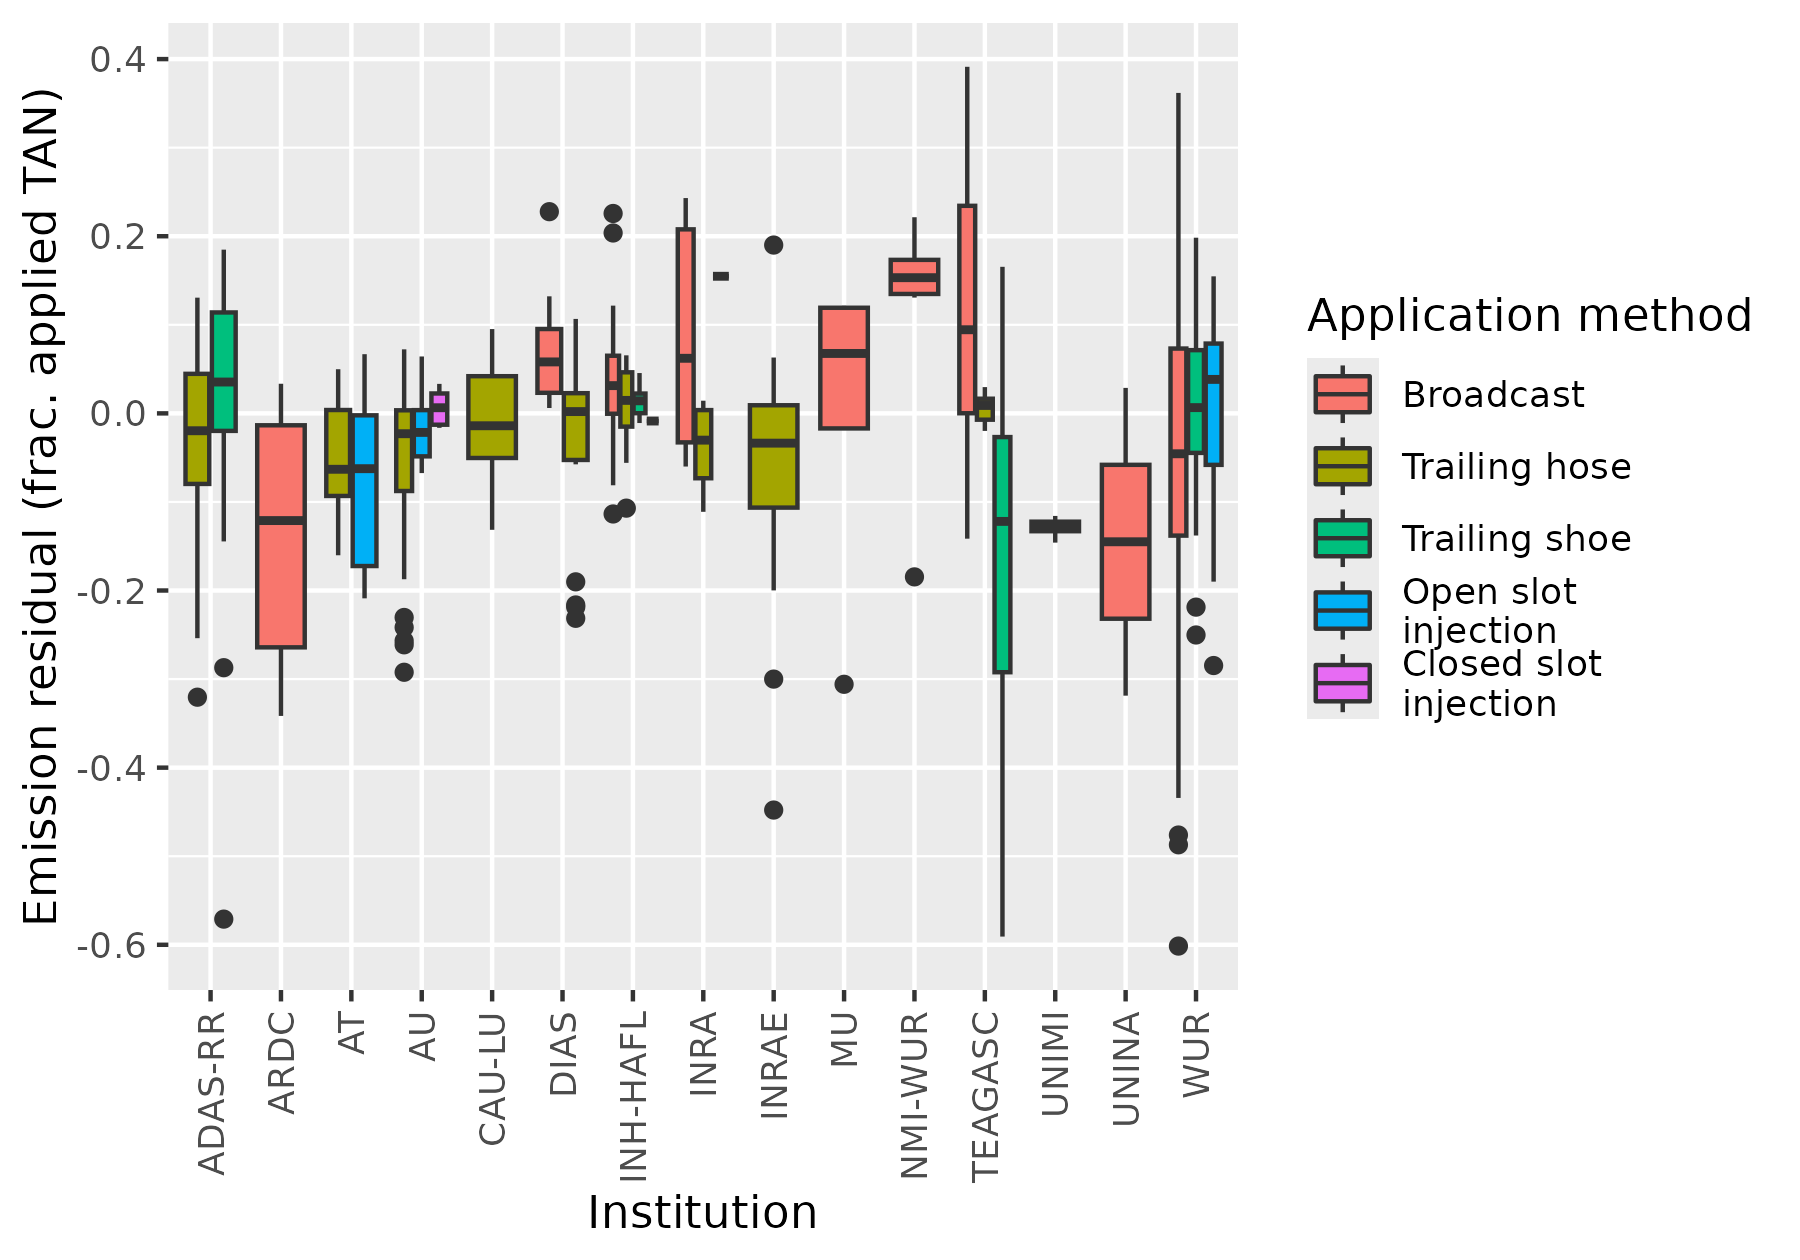 Emission residual (frac. applied TAN)
0.4
0.2
0.0
-0.2
-0.4
-0.6
ADAS-RR
ARDC
AT
AU
CAU-LU
DIAS
INH-HAFL
INRA
INRAE
MU
NMI-WUR
TEAGASC
UNIMI
UNINA
WUR
Institution
Application method
Broadcast
Trailing hose
Trailing shoe
Open slot
injection
Closed slot
injection